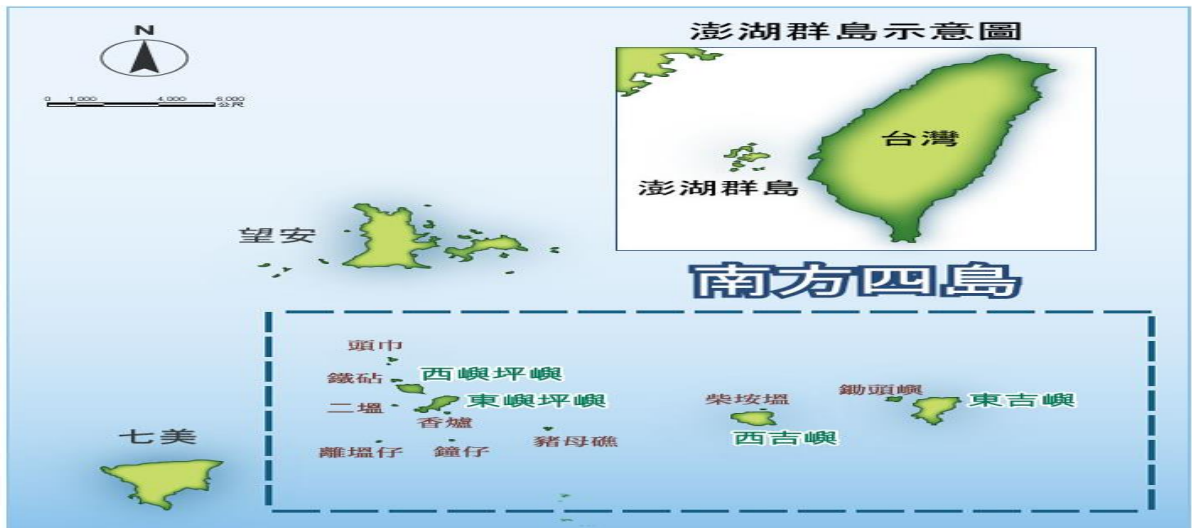 N
0 1,000 4,000 6,000
公尺
澎湖群島示意圖
台灣
澎湖群島
望安
南方四島
頭巾
鐵砧
西嶼坪嶼
二塭
東嶼坪嶼
香爐
離塭仔
鐘仔
豬母礁
柴垵塭
西吉嶼
鋤頭嶼
東吉嶼
七美